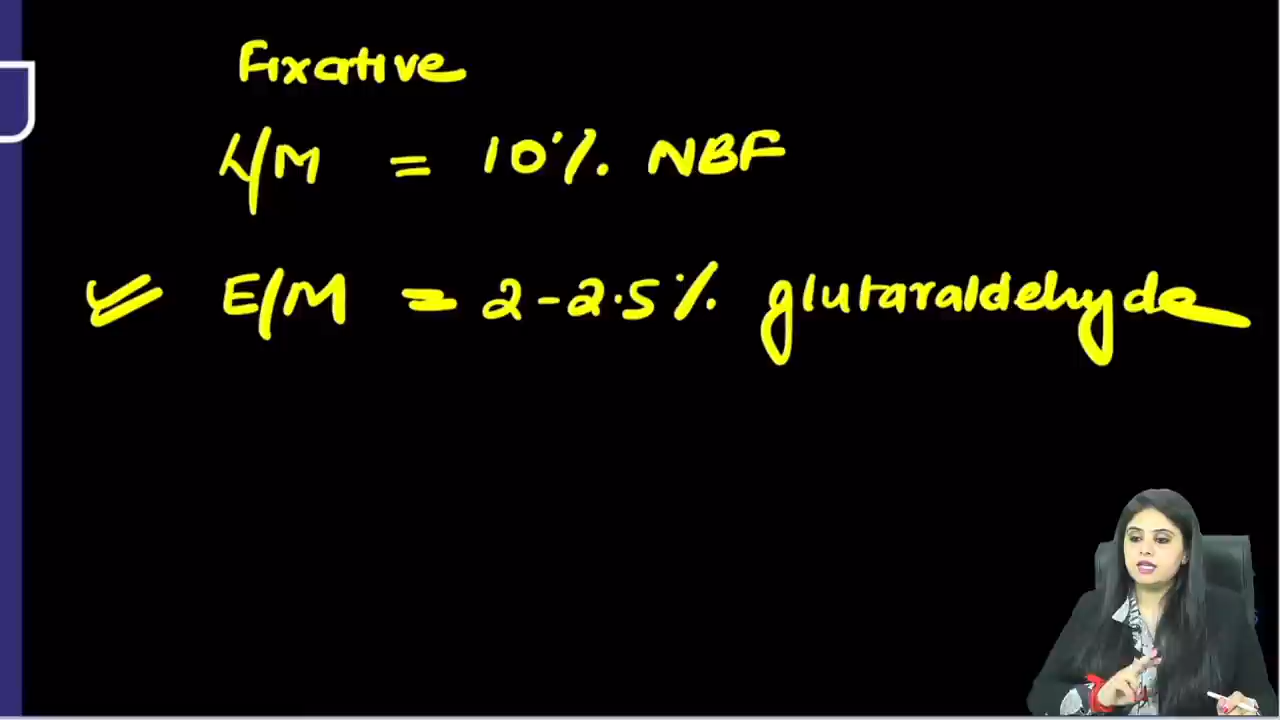 Fixative
L/M = 10% NBF
E/M = 2-2.5% glutaraldehyde